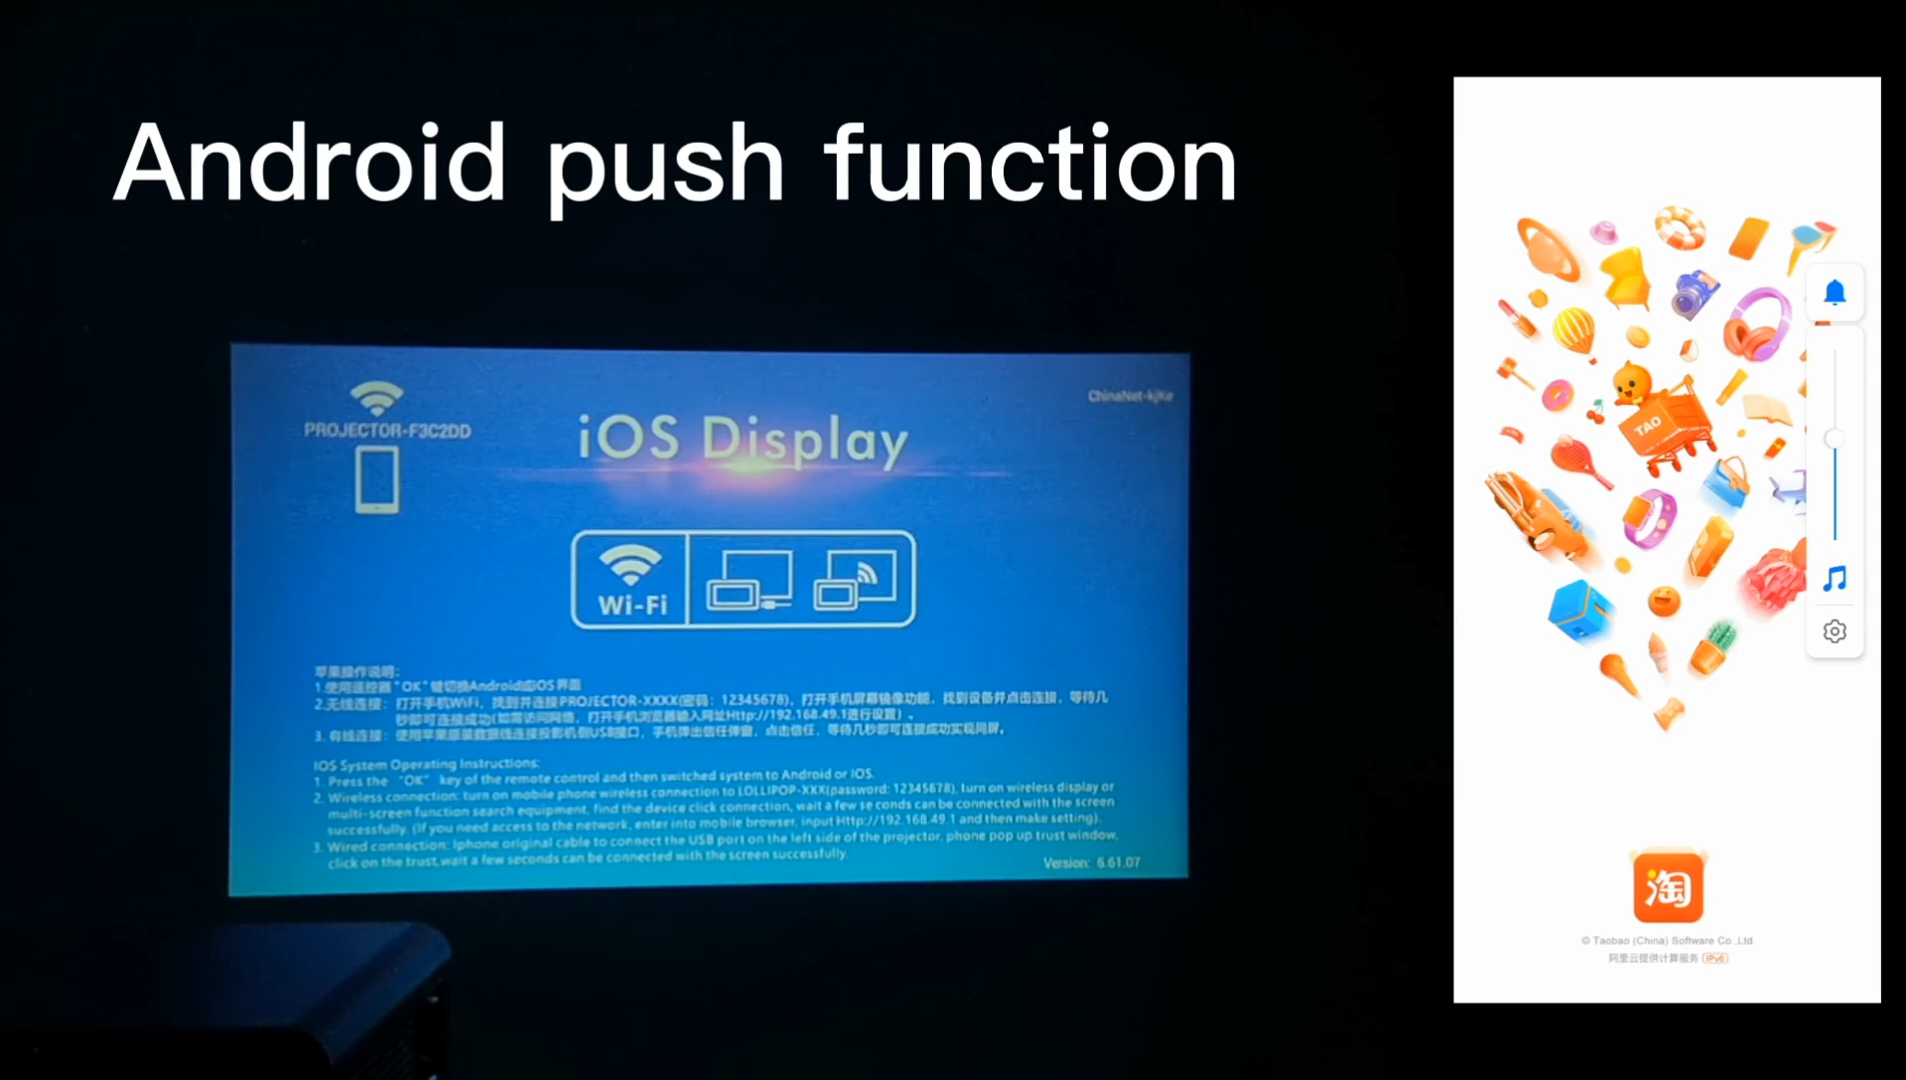 Android push function
PROJECTOR-F3C2DD
iOS Display
ChinaNet-kjKe
Wi-Fi
苹果操作说明：
1.使用遥控器“OK”键切换Android或iOS界面
2.无线连接：打开手机WiFi，找到并连接PROJECTOR-XXXX(密码：12345678)，打开手机屏幕镜像功能，找到设备并点击连接，等待几
秒即可连接成功(如需访问网络，打开手机浏览器输入网址Http://192.168.49.1进行设置)。
3. 有线连接：使用苹果原装数据线连接投影机侧USB接口，手机弹出信任弹窗，点击信任，等待几秒即可连接成功实现同屏。
IOS System Operating Instructions:
1. Press the “OK” key of the remote control and then switched system to Android or IOS.
2. Wireless connection: turn on mobile phone wireless connection to LOLLIPOP-XXX(password: 12345678), turn on wireless display or
multi-screen function search equipment, find the device click connection, wait a few se conds can be connected with the screen
successfully. (If you need access to the network, enter into mobile browser, input Http://192.168.49.1 and then make setting).
3. Wired connection: Iphone original cable to connect the USB port on the left side of the projector, phone pop up trust window,
click on the trust,wait a few seconds can be connected with the screen successfully.
Version: 6.61.07
TAO
淘
© Taobao (China) Software Co.,Ltd.
阿里云提供计算服务 IPv6